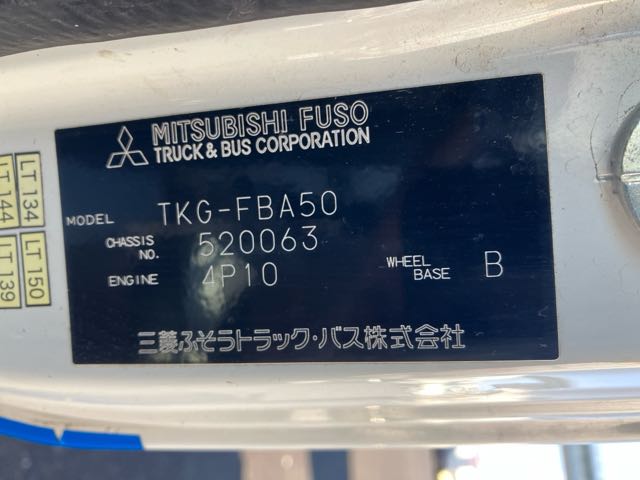 MITSUBISHI FUSO
TRUCK & BUS CORPORATION
MODEL TKG-FBA50
CHASSIS NO. 520063
ENGINE 4P10
WHEEL BASE B
三菱ふそうトラック・バス株式会社
LT 134
LT 144
LT 150
LT 139